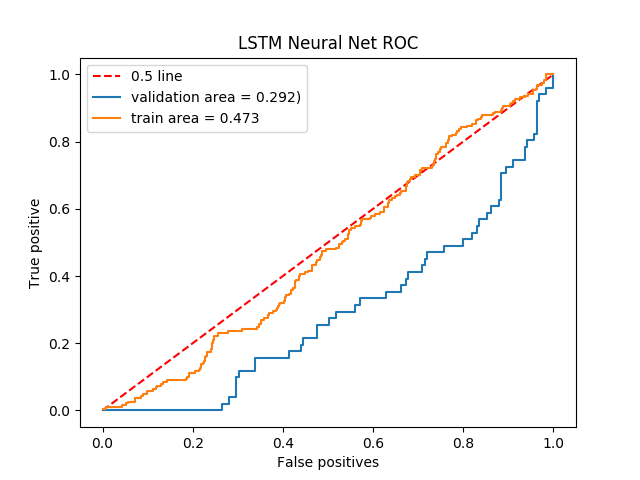 LSTM Neural Net ROC
0.5 line
validation area = 0.292)
train area = 0.473
True positive
1.0
0.8
0.6
0.4
0.2
0.0
0.0 0.2 0.4 0.6 0.8 1.0
False positives